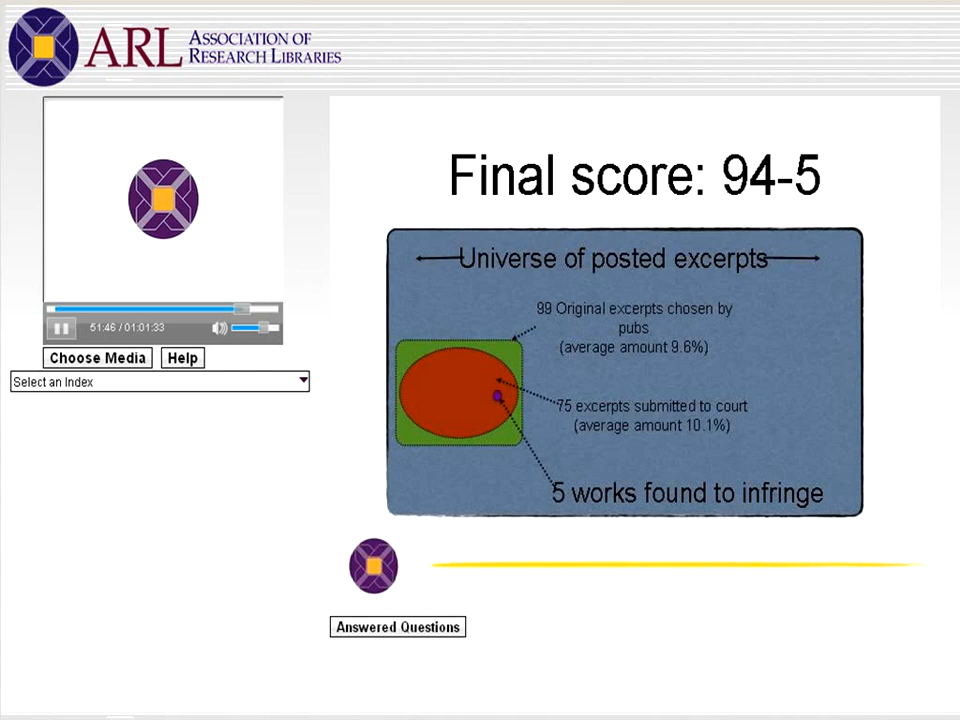 ARL ASSOCIATION OF
RESEARCH LIBRARIES
51:46 / 01:01:33
Choose Media
Help
Select an Index
Final score: 94-5
Universe of posted excerpts
99 Original excerpts chosen by
pubs
(average amount 9.6%)
75 excerpts submitted to court
(average amount 10.1%)
5 works found to infringe
Answered Questions